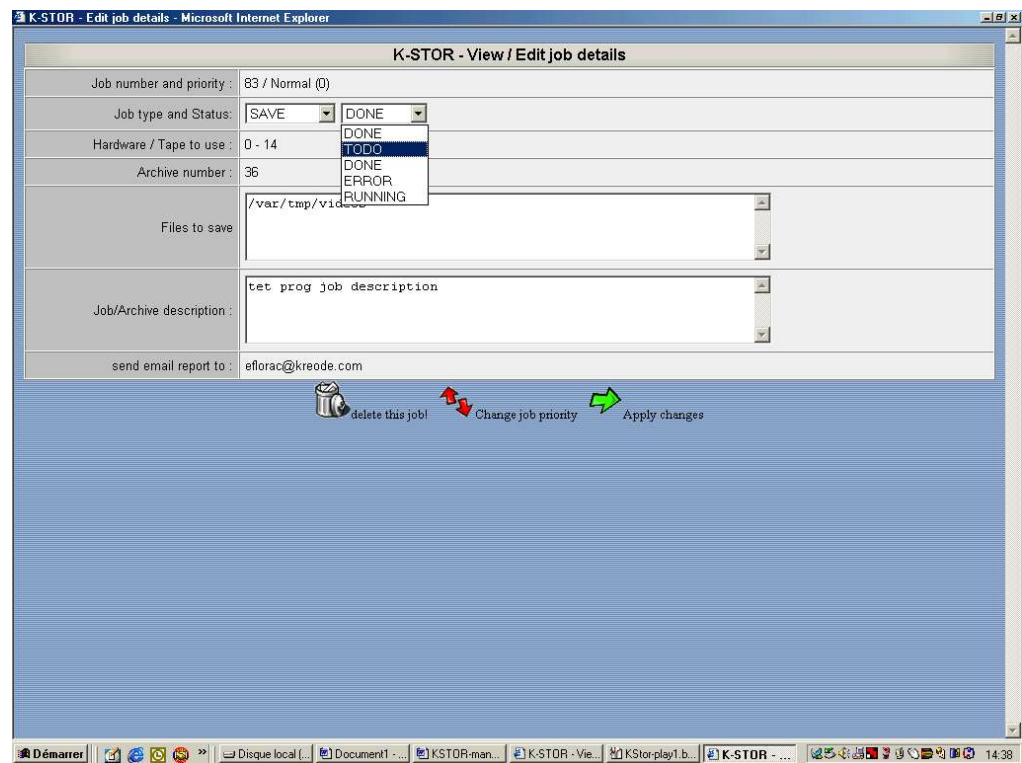 K-STOR - Edit job details - Microsoft Internet Explorer
K-STOR - View / Edit job details
Job number and priority : 83 / Normal (0)
Job type and Status: SAVE DONE
DONE
Hardware / Tape to use : 0 - 14 TODO
DONE
Archive number : 36 ERROR
RUNNING
/var/tmp/
Files to save
tet prog job description
Job/Archive description :
send email report to : eflorac@kreode.com
delete this job! Change job priority Apply changes
Démarrer » Disque local (... Document1 - ... KSTOR-man... K-STOR - Vie... KStor-play1.b... K-STOR - ... 14:38